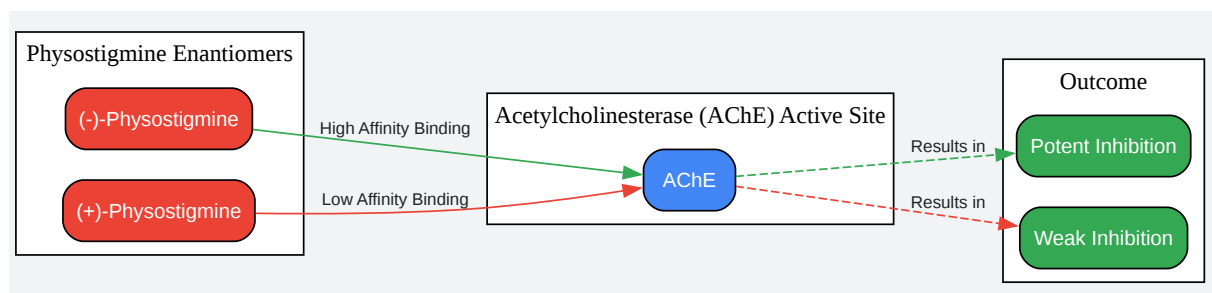 Physostigmine Enantiomers
(-)-Physostigmine
(+)-Physostigmine
High Affinity Binding
Low Affinity Binding
Acetylcholinesterase (AChE) Active Site
AChE
Results in
Results in
Outcome
Potent Inhibition
Weak Inhibition